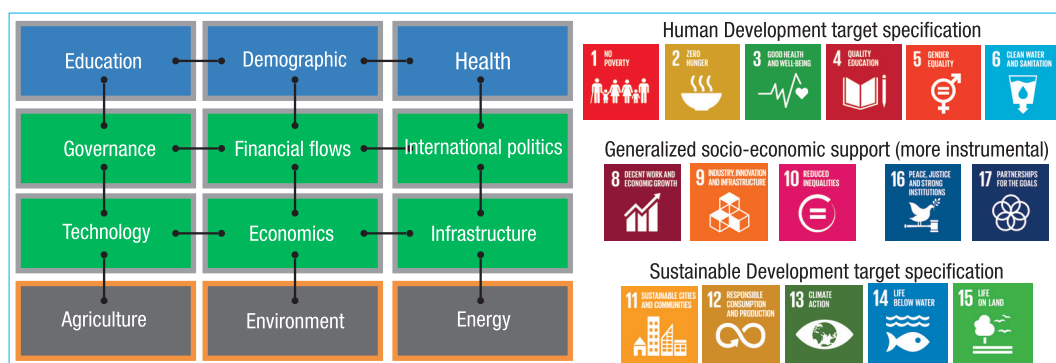 Education
Demographic
Health
Governance
Financial flows
International politics
Technology
Economics
Infrastructure
Agriculture
Environment
Energy
Human Development target specification
1 NO
POVERTY
2 ZERO
HUNGER
3 GOOD HEALTH
AND WELL-BEING
4 QUALITY
EDUCATION
5 GENDER
EQUALITY
6 CLEAN WATER
AND SANITATION
Generalized socio-economic support (more instrumental)
8 DECENT WORK AND
ECONOMIC GROWTH
9 INDUSTRY, INNOVATION
AND INFRASTRUCTURE
10 REDUCED
INEQUALITIES
16 PEACE, JUSTICE
AND STRONG
INSTITUTIONS
17 PARTNERSHIPS
FOR THE GOALS
Sustainable Development target specification
11 SUSTAINABLE CITIES
AND COMMUNITIES
12 RESPONSIBLE
CONSUMPTION
AND PRODUCTION
13 CLIMATE
ACTION
14 LIFE
BELOW WATER
15 LIFE
ON LAND